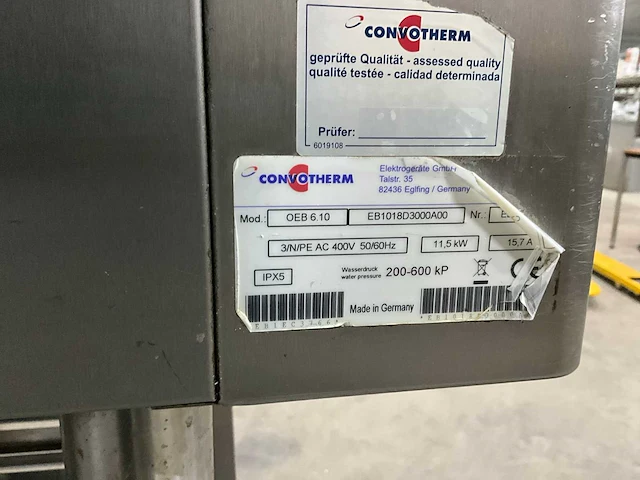 CONVOTHERM
geprüfte Qualität - assessed quality
qualité testée - calidad determinada
Prüfer:
6019108
CONVOTHERM
Elektrogeräte GmbH
Talstr. 35
82436 Eglfing / Germany
Mod.: OEB 6.10 EB1018D3000A00 Nr.:
3/N/PE AC 400V 50/60Hz 11,5 kW 15,7 A
IPX5 Wasserdruck
water pressure 200-600 kP CE
Made in Germany